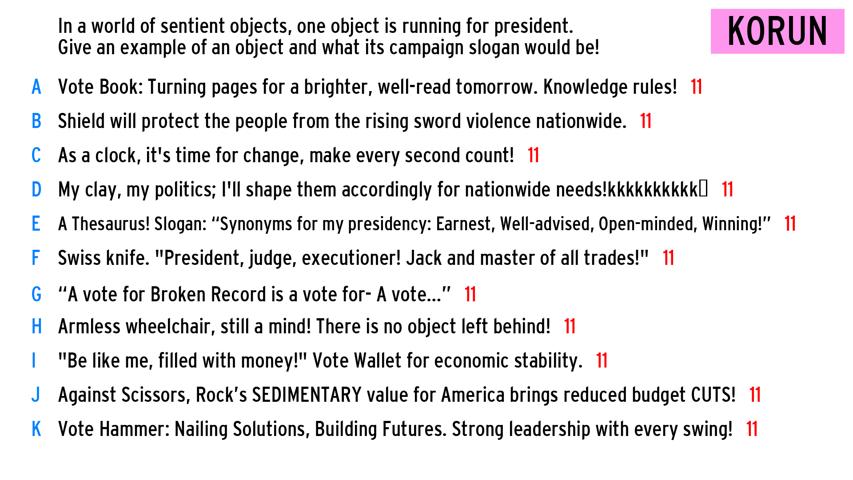 In a world of sentient objects, one object is running for president.
Give an example of an object and what its campaign slogan would be!
KORUN
A Vote Book: Turning pages for a brighter, well-read tomorrow. Knowledge rules! 11
B Shield will protect the people from the rising sword violence nationwide. 11
C As a clock, it's time for change, make every second count! 11
D My clay, my politics; I'll shape them accordingly for nationwide needs!kkkkkkkkkk▯ 11
E A Thesaurus! Slogan: “Synonyms for my presidency: Earnest, Well-advised, Open-minded, Winning!” 11
F Swiss knife. "President, judge, executioner! Jack and master of all trades!" 11
G “A vote for Broken Record is a vote for- A vote...” 11
H Armless wheelchair, still a mind! There is no object left behind! 11
I "Be like me, filled with money!" Vote Wallet for economic stability. 11
J Against Scissors, Rock’s SEDIMENTARY value for America brings reduced budget CUTS! 11
K Vote Hammer: Nailing Solutions, Building Futures. Strong leadership with every swing! 11